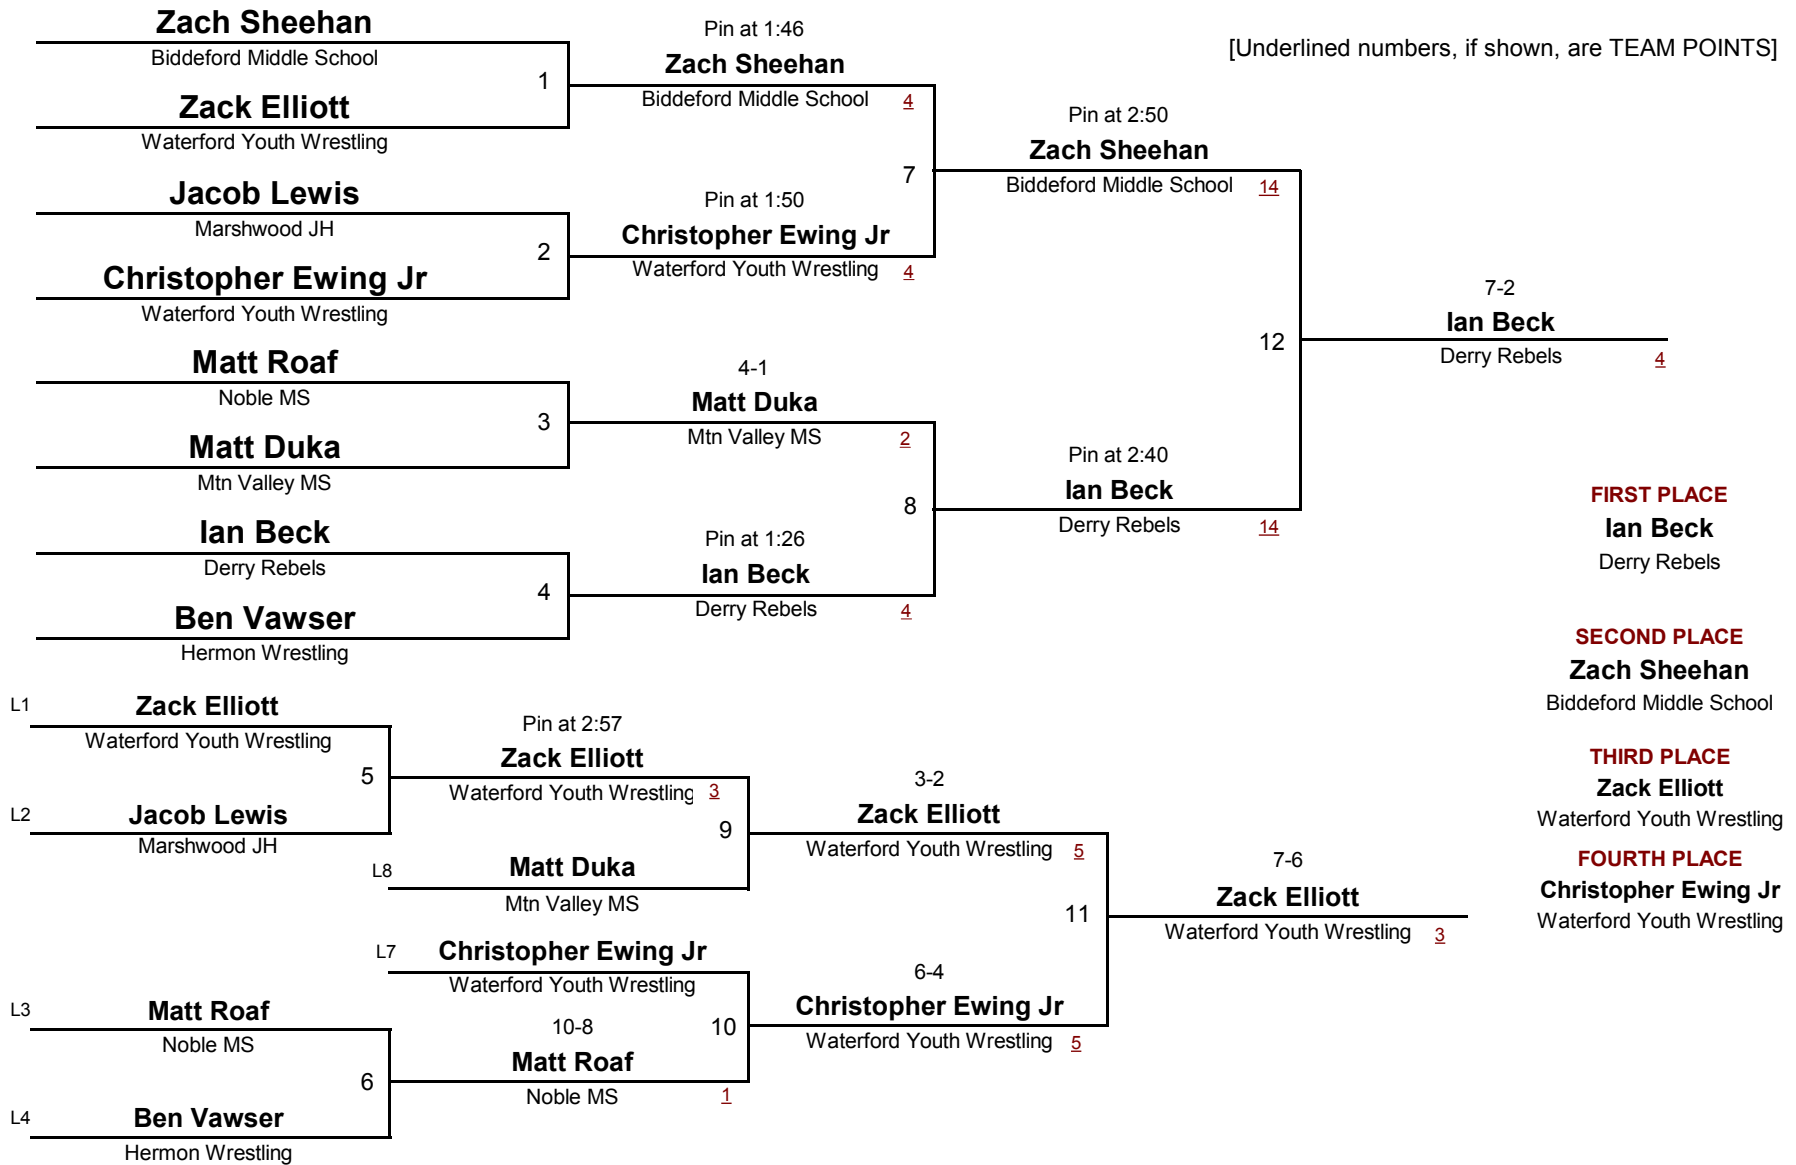 Zach Sheehan
Biddeford Middle School
1
Zack Elliott
Waterford Youth Wrestling
Jacob Lewis
Marshwood JH
2
Christopher Ewing Jr
Waterford Youth Wrestling
Matt Roaf
Noble MS
3
Matt Duka
Mtn Valley MS
Ian Beck
Derry Rebels
4
Ben Vawser
Hermon Wrestling
Pin at 1:46
Zach Sheehan
Biddeford Middle School 4
7
Pin at 1:50
Christopher Ewing Jr
Waterford Youth Wrestling 4
4-1
Matt Duka
Mtn Valley MS 2
8
Pin at 1:26
Ian Beck
Derry Rebels 4
[Underlined numbers, if shown, are TEAM POINTS]
Pin at 2:50
Zach Sheehan
Biddeford Middle School 14
12
Pin at 2:40
Ian Beck
Derry Rebels 14
7-2
Ian Beck
Derry Rebels 4
FIRST PLACE
Ian Beck
Derry Rebels
SECOND PLACE
Zach Sheehan
Biddeford Middle School
THIRD PLACE
Zack Elliott
Waterford Youth Wrestling
FOURTH PLACE
Christopher Ewing Jr
Waterford Youth Wrestling
L1 Zack Elliott
Waterford Youth Wrestling
5
L2 Jacob Lewis
Marshwood JH
L3 Matt Roaf
Noble MS
6
L4 Ben Vawser
Hermon Wrestling
Pin at 2:57
Zack Elliott
Waterford Youth Wrestling 3
9
L8 Matt Duka
Mtn Valley MS
L7 Christopher Ewing Jr
Waterford Youth Wrestling
10-8 10
Matt Roaf
Noble MS 1
3-2
Zack Elliott
Waterford Youth Wrestling 5
11
6-4
Christopher Ewing Jr
Waterford Youth Wrestling 5
7-6
Zack Elliott
Waterford Youth Wrestling 3